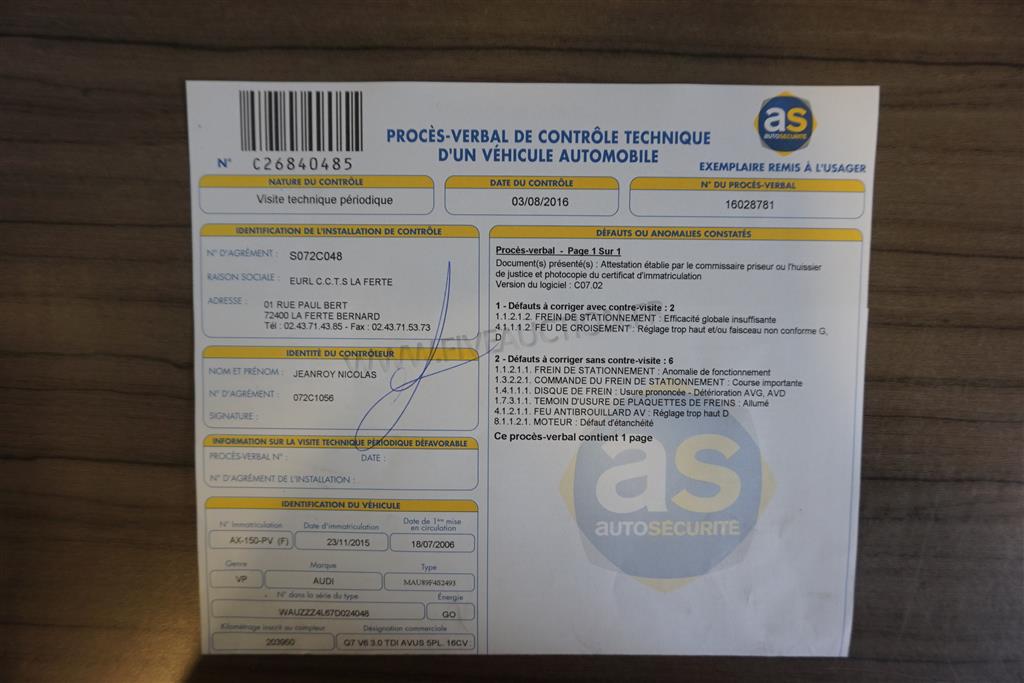 N° C26840485
PROCÈS-VERBAL DE CONTRÔLE TECHNIQUE
D'UN VÉHICULE AUTOMOBILE
as
AUTOSÉCURITÉ
EXEMPLAIRE REMIS À L'USAGER
NATURE DU CONTRÔLE
Visite technique périodique
DATE DU CONTRÔLE
03/08/2016
N° DU PROCÈS-VERBAL
16028781
IDENTIFICATION DE L'INSTALLATION DE CONTRÔLE
N° D'AGRÉMENT : S072C048
RAISON SOCIALE : EURL C.C.T.S LA FERTE
ADRESSE : 01 RUE PAUL BERT
72400 LA FERTE BERNARD
Tél : 02.43.71.43.85 - Fax : 02.43.71.53.73
IDENTITÉ DU CONTRÔLEUR
NOM ET PRÉNOM : JEANROY NICOLAS
N° D'AGRÉMENT : 072C1056
SIGNATURE :
INFORMATION SUR LA VISITE TECHNIQUE PÉRIODIQUE DÉFAVORABLE
PROCÈS-VERBAL N° : DATE :
N° D'AGRÉMENT DE L'INSTALLATION :
IDENTIFICATION DU VÉHICULE
N° Immatriculation Date d'immatriculation Date de 1ère mise en circulation
AX-150-PV (F) 23/11/2015 18/07/2006
Genre Marque Type
VP AUDI MAU89F452493
N° dans la série du type Énergie
WAUZZZ4L67D024048 GO
Kilométrage inscrit au compteur Désignation commerciale
203960 Q7 V6 3.0 TDI AVUS 5PL. 16CV
DÉFAUTS OU ANOMALIES CONSTATÉS
Procès-verbal - Page 1 Sur 1
Document(s) présenté(s) : Attestation établie par le commissaire priseur ou l'huissier
de justice et photocopie du certificat d'immatriculation
Version du logiciel : C07.02
1 - Défauts à corriger avec contre-visite : 2
1.1.2.1.2. FREIN DE STATIONNEMENT : Efficacité globale insuffisante
4.1.1.1.2. FEU DE CROISEMENT : Réglage trop haut et/ou faisceau non conforme G,
D
2 - Défauts à corriger sans contre-visite : 6
1.1.2.1.1. FREIN DE STATIONNEMENT : Anomalie de fonctionnement
1.3.2.2.1. COMMANDE DU FREIN DE STATIONNEMENT : Course importante
1.4.1.1.1. DISQUE DE FREIN : Usure prononcée - Détérioration AVG, AVD
1.7.3.1.1. TEMOIN D'USURE DE PLAQUETTES DE FREINS : Allumé
4.1.2.1.1. FEU ANTIBROUILLARD AV : Réglage trop haut D
8.1.1.2.1. MOTEUR : Défaut d'étanchéité
Ce procès-verbal contient 1 page
as
AUTOSÉCURITÉ